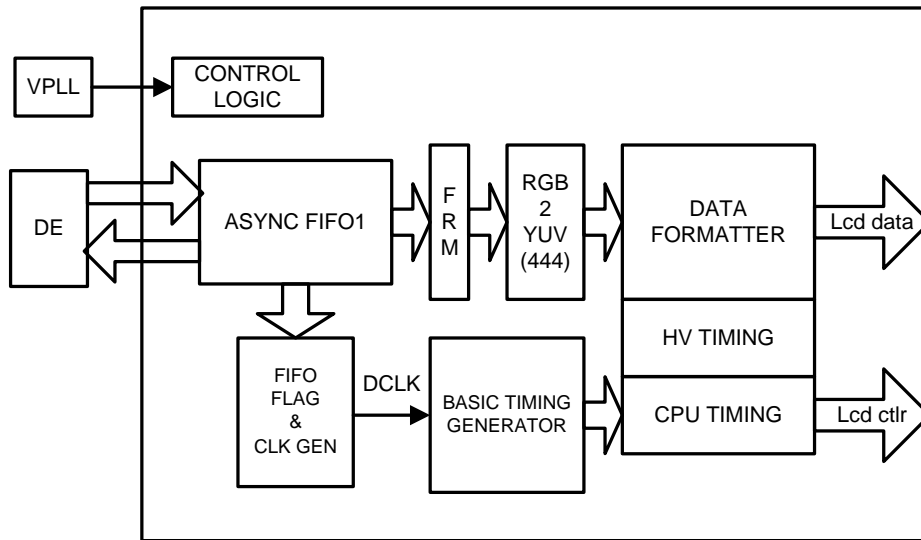 VPLL
CONTROL
LOGIC
DE
ASYNC FIFO1
F
R
M
RGB
2
YUV
(444)
DATA
FORMATTER
Lcd data
HV TIMING
FIFO
FLAG
&
CLK GEN
DCLK
BASIC TIMING
GENERATOR
CPU TIMING
Lcd ctlr